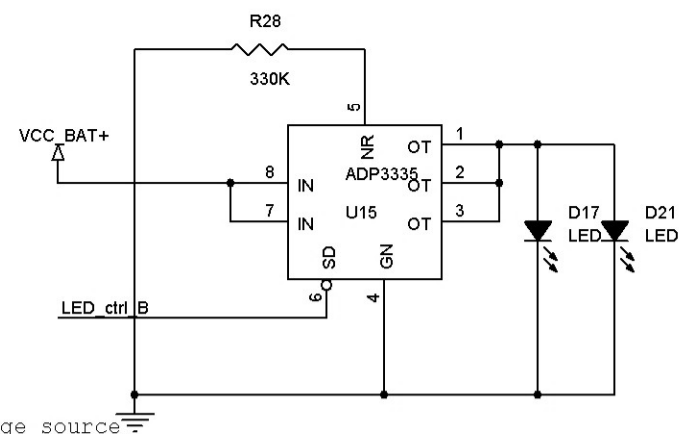 R28
330K
5
VCC_BAT+
NR
1
OT
ADP3335
8
IN
2
OT
U15
7
IN
3
OT
D17
LED
D21
LED
SD
GN
6
4
LED_ctrl_B
ge source